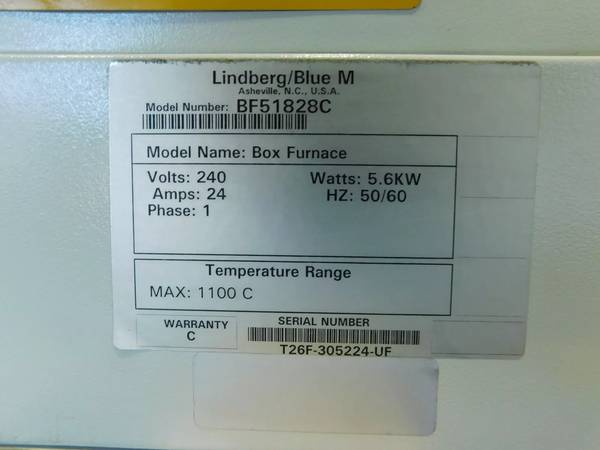 Lindberg/Blue M
Asheville, N.C., U.S.A.
Model Number: BF51828C
Model Name: Box Furnace
Volts: 240 Watts: 5.6KW
Amps: 24 HZ: 50/60
Phase: 1
Temperature Range
MAX: 1100 C
WARRANTY SERIAL NUMBER
C
T26F-305224-UF